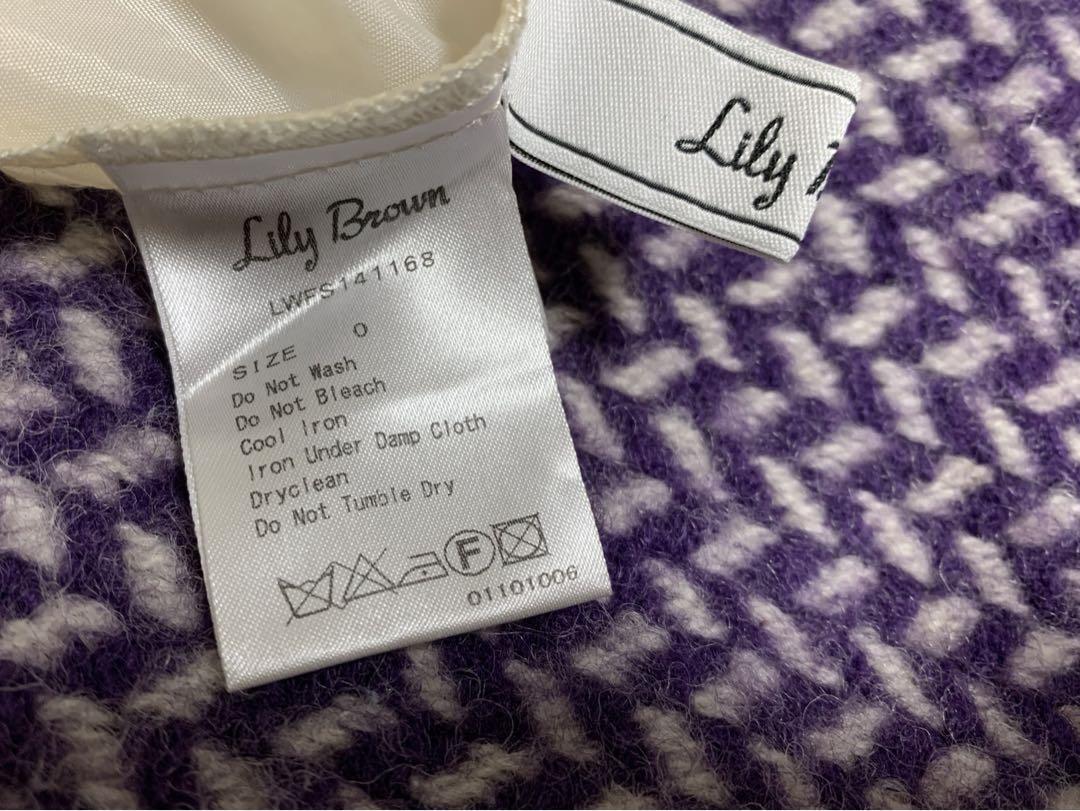 Lily
Lily Brown
LWFS141168
SIZE 0
Do Not Wash
Do Not Bleach
Cool Iron
Iron Under Damp Cloth
Dryclean
Do Not Tumble Dry
F
01101006